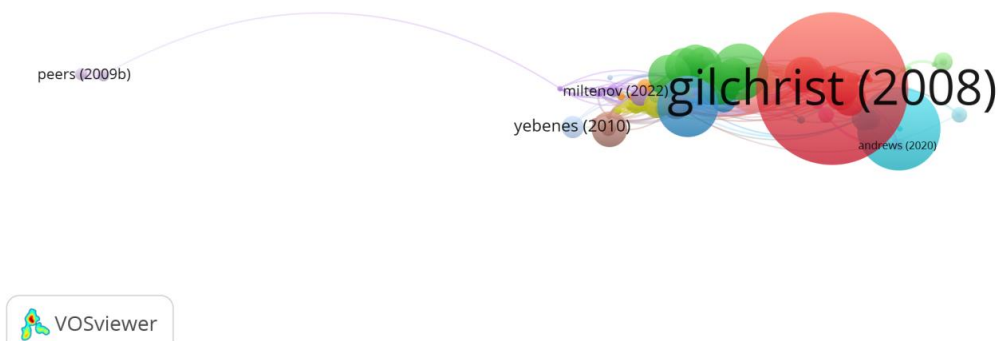 peers (2009b)
miltenov (2022)
gilchrist (2008)
yebenes (2010)
andrews (2020)
VOSviewer